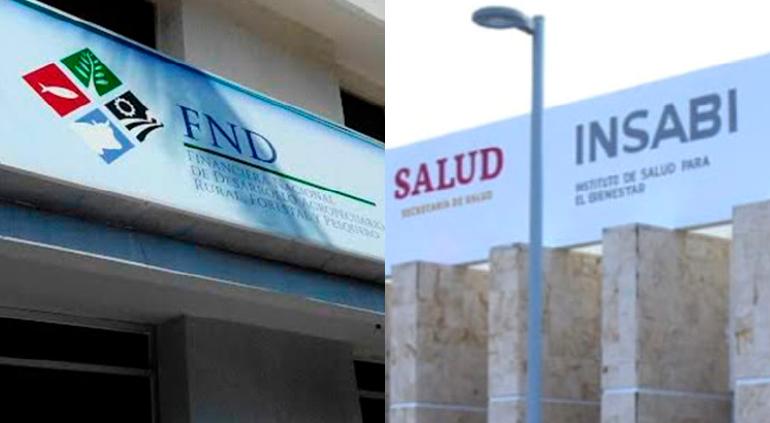 FND
FINANCIERA NACIONAL
DE DESARROLLO AGROPECUARIO,
RURAL, FORESTAL Y PESQUERO
SALUD
SECRETARÍA DE SALUD
INSABI
INSTITUTO DE SALUD PARA
EL BIENESTAR